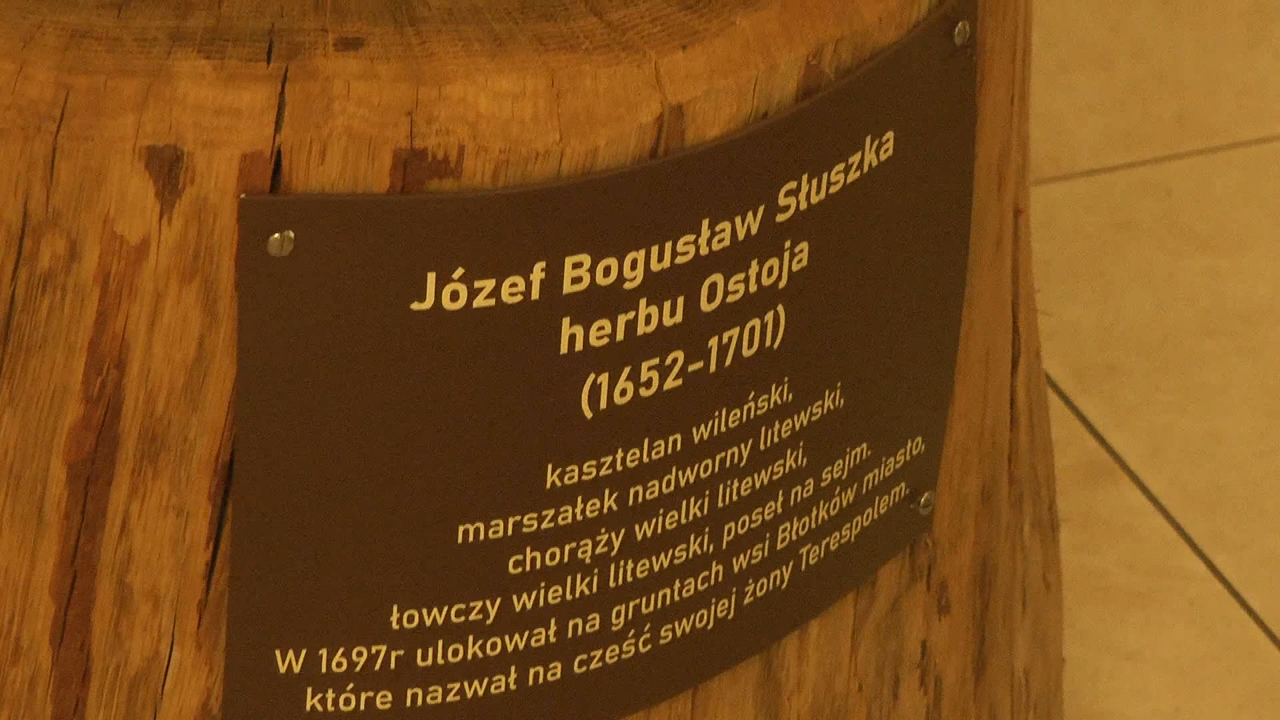 Józef Bogusław Słuszka
herbu Ostoja
(1652-1701)
kasztelan wileński,
marszałek nadworny litewski,
chorąży wielki litewski,
łowczy wielki litewski, poseł na sejm.
W 1697r ulokował na gruntach wsi Błotków miasto,
które nazwał na cześć swojej żony Terespolem.